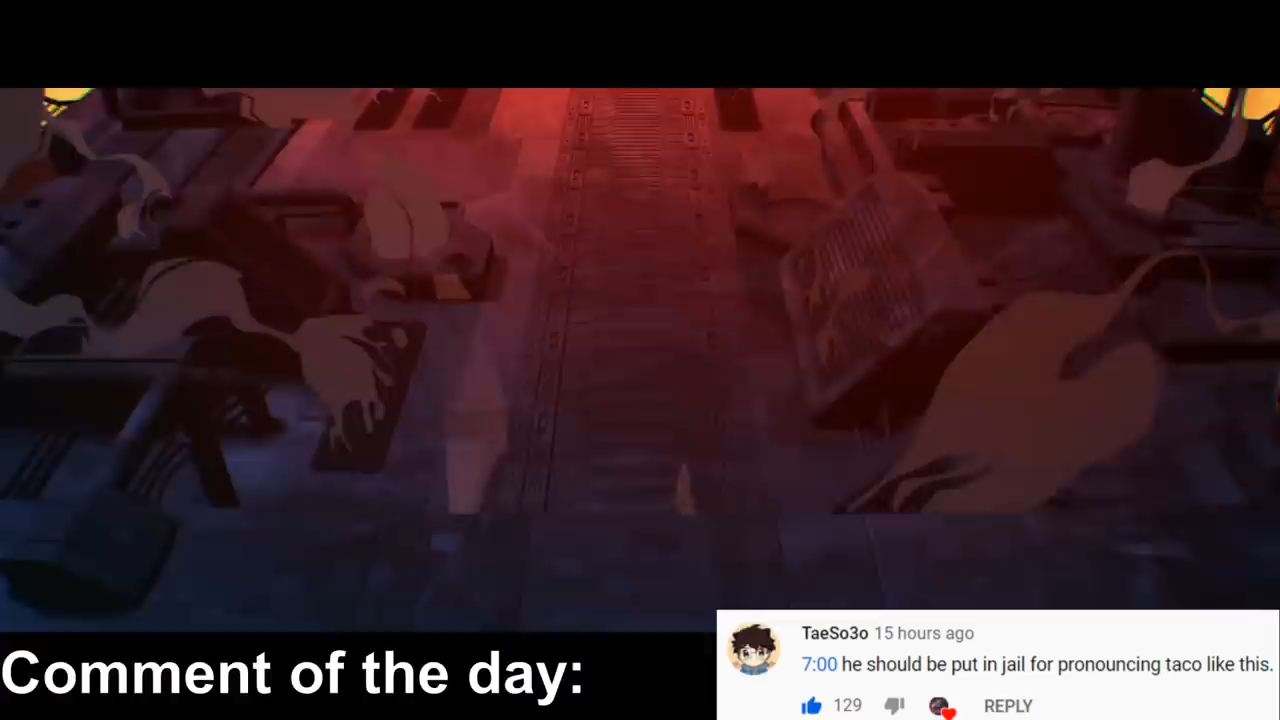 Comment of the day:
TaeSo3o 15 hours ago
7:00 he should be put in jail for pronouncing taco like this.
129 REPLY